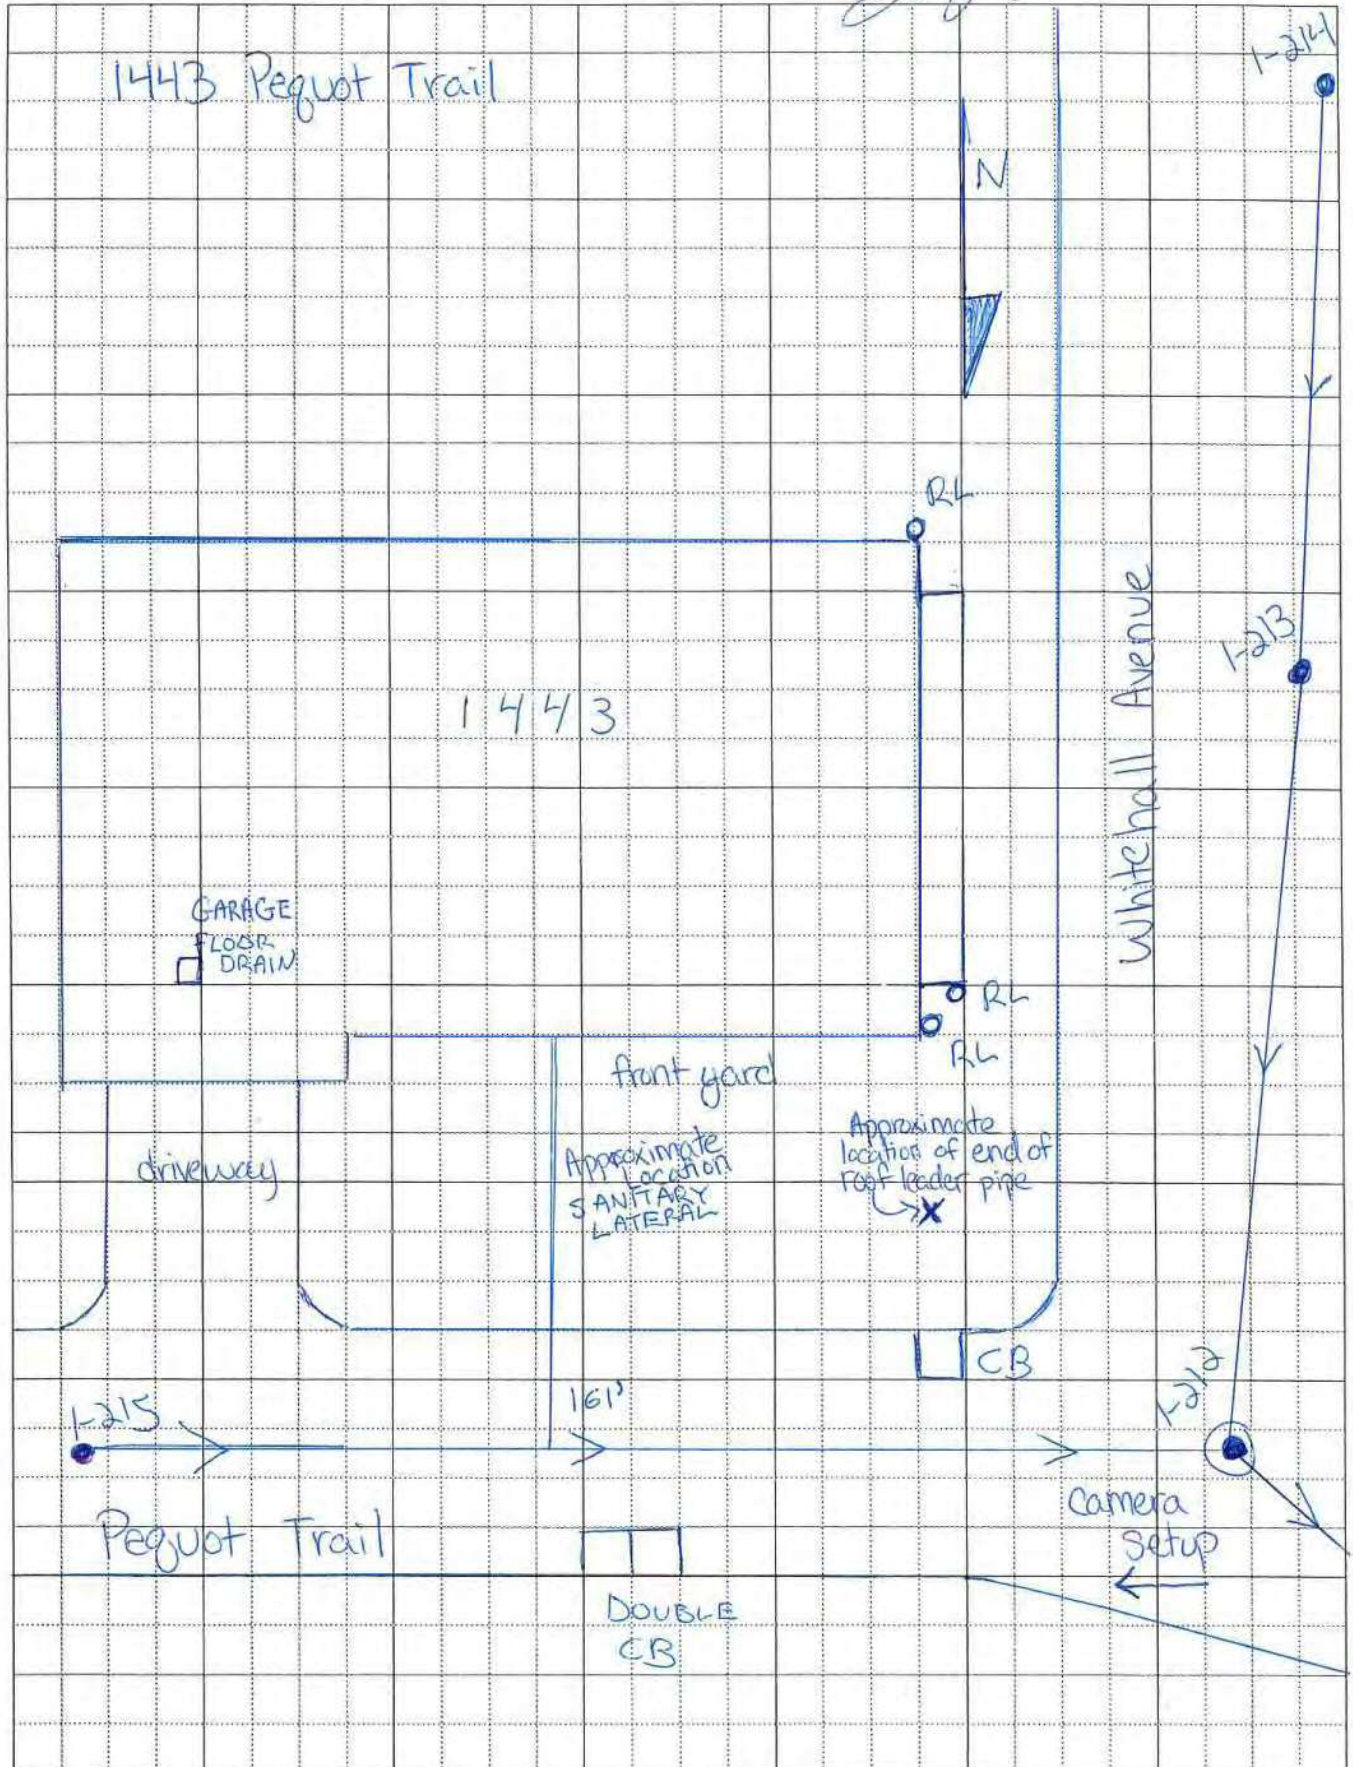 1443 Pequot Trail
1-214
N
RL
1-213
Whitehall Avenue
1443
GARAGE
FLOOR
DRAIN
RL
RL
front yard
driveway
Approximate
Location
SANITARY
LATERAL
Approximate
location of end of
roof leader pipe
X
CB
1-212
161'
1-215
Camera
Setup
Pequot Trail
DOUBLE
CB